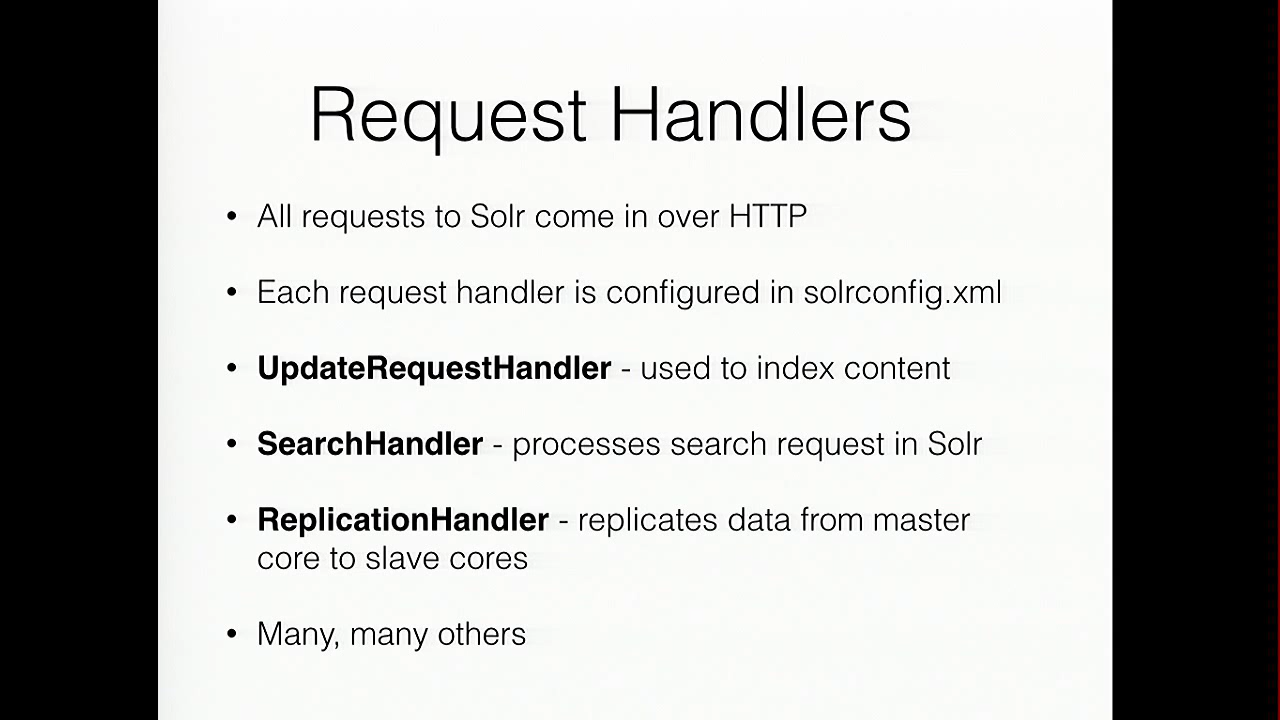 Request Handlers
• All requests to Solr come in over HTTP
• Each request handler is configured in solrconfig.xml
• UpdateRequestHandler - used to index content
• SearchHandler - processes search request in Solr
• ReplicationHandler - replicates data from master
core to slave cores
• Many, many others